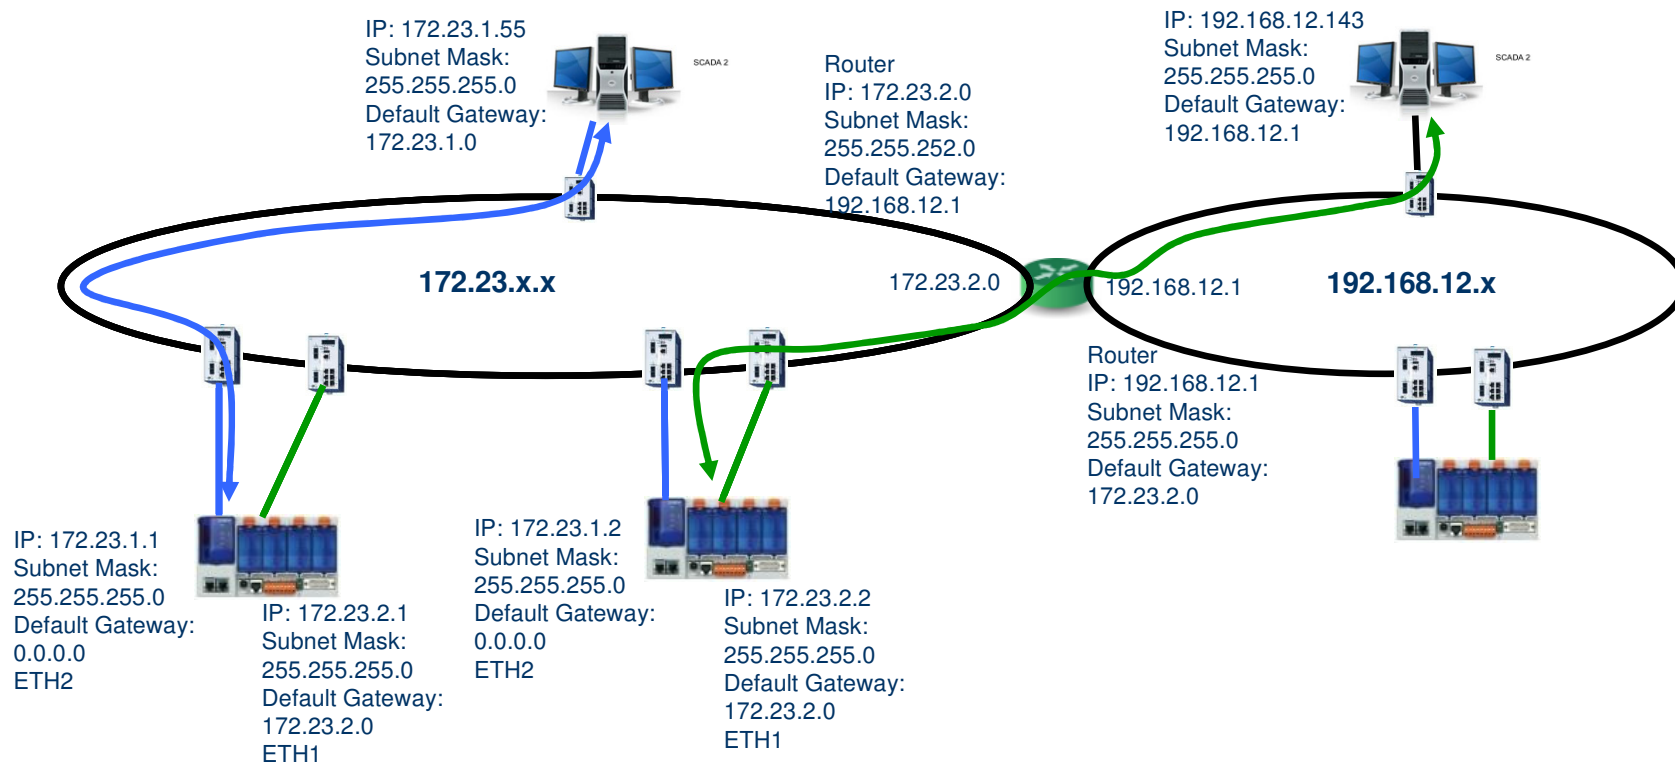 IP: 172.23.1.55
Subnet Mask:
255.255.255.0
Default Gateway:
172.23.1.0
SCADA 2
Router
IP: 172.23.2.0
Subnet Mask:
255.255.252.0
Default Gateway:
192.168.12.1
IP: 192.168.12.143
Subnet Mask:
255.255.255.0
Default Gateway:
192.168.12.1
SCADA 2
172.23.x.x
172.23.2.0
192.168.12.1
192.168.12.x
Router
IP: 192.168.12.1
Subnet Mask:
255.255.255.0
Default Gateway:
172.23.2.0
IP: 172.23.1.1
Subnet Mask:
255.255.255.0
Default Gateway:
0.0.0.0
ETH2
IP: 172.23.2.1
Subnet Mask:
255.255.255.0
Default Gateway:
172.23.2.0
ETH1
IP: 172.23.1.2
Subnet Mask:
255.255.255.0
Default Gateway:
0.0.0.0
ETH2
IP: 172.23.2.2
Subnet Mask:
255.255.255.0
Default Gateway:
172.23.2.0
ETH1